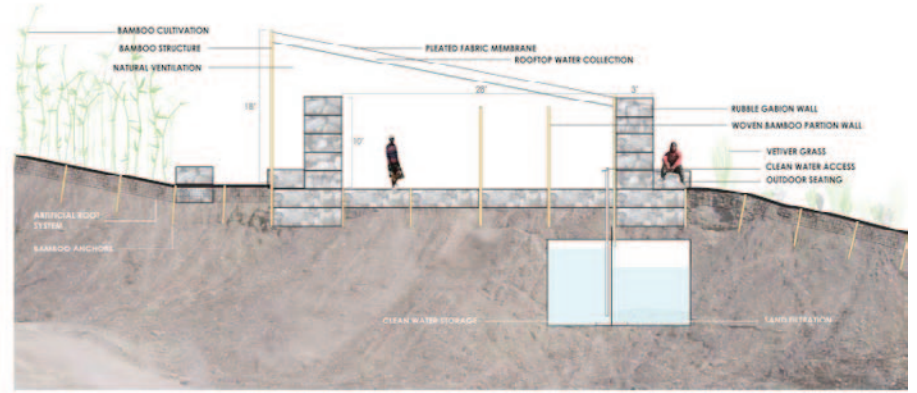 BAMBOO CULTIVATION
BAMBOO STRUCTURE
NATURAL VENTILATION
PLEATED FABRIC MEMBRANE
ROOFTOP WATER COLLECTION
18'
25'
3'
10'
RUBBLE GABION WALL
WOVEN BAMBOO PARTION WALL
VETIVER GRASS
CLEAN WATER ACCESS
OUTDOOR SEATING
ARTIFICIAL ROOT
SYSTEM
BAMBOO ANCHORS
CLEAN WATER STORAGE
SAND FILTRATION